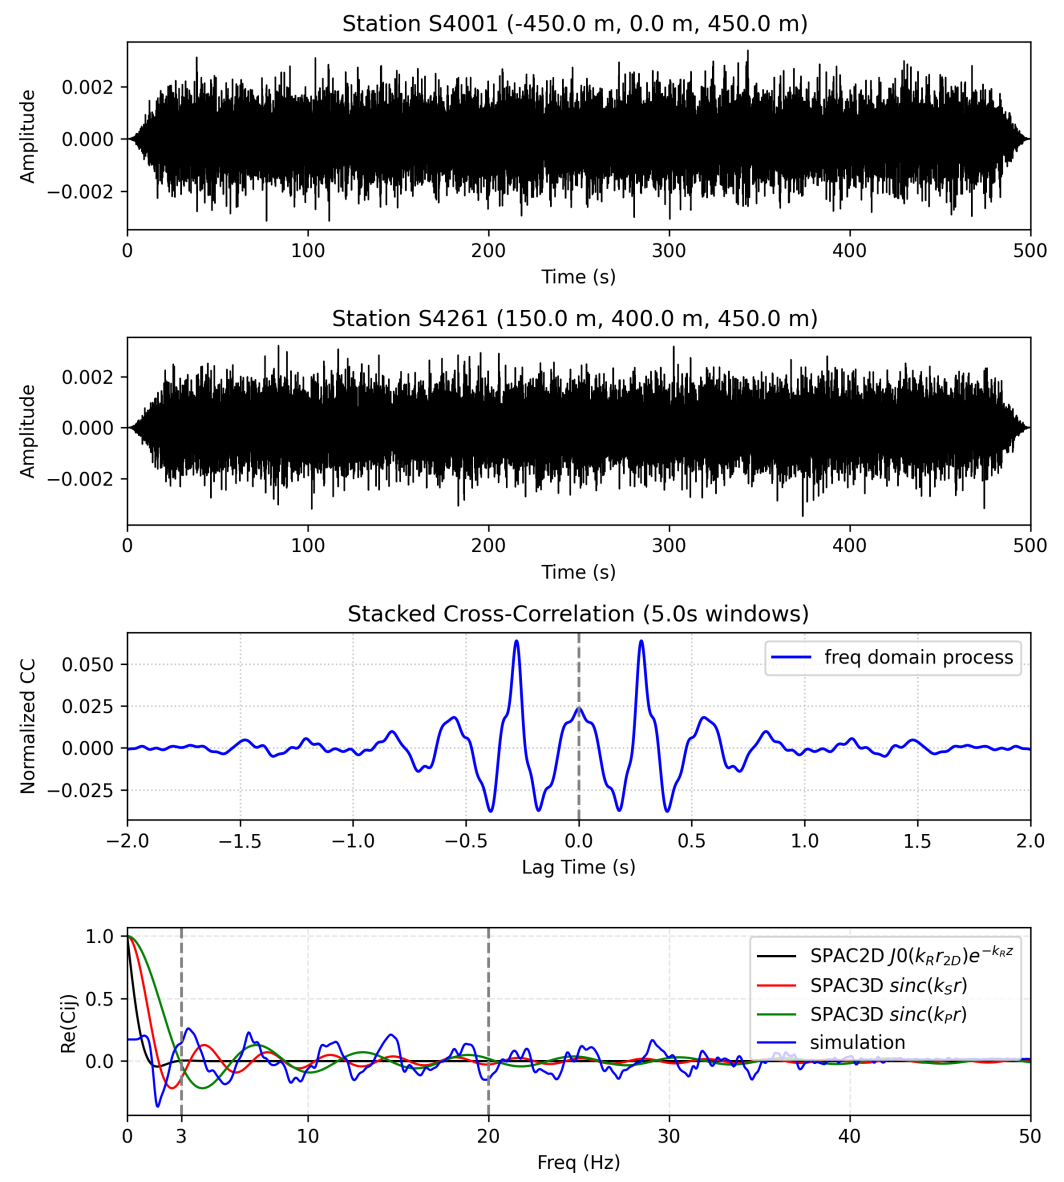 Station S4001 (-450.0 m, 0.0 m, 450.0 m)
Amplitude
0.002
0.000
−0.002
0 100 200 300 400 500
Time (s)
Station S4261 (150.0 m, 400.0 m, 450.0 m)
Amplitude
0.002
0.000
−0.002
0 100 200 300 400 500
Time (s)
Stacked Cross-Correlation (5.0s windows)
Normalized CC
0.050
0.025
0.000
−0.025
freq domain process
−2.0 −1.5 −1.0 −0.5 0.0 0.5 1.0 1.5 2.0
Lag Time (s)
Re(Cij)
1.0
0.5
0.0
SPAC2D J0(k_R r_{2D})e^{−k_R z}
SPAC3D sinc(k_S r)
SPAC3D sinc(k_P r)
simulation
0 3 10 20 30 40 50
Freq (Hz)